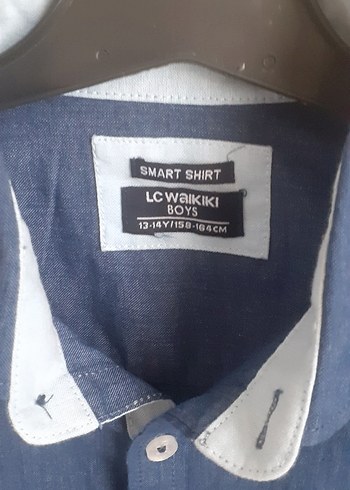 SMART SHIRT
LC WAIKIKI
BOYS
13-14Y/158-164CM